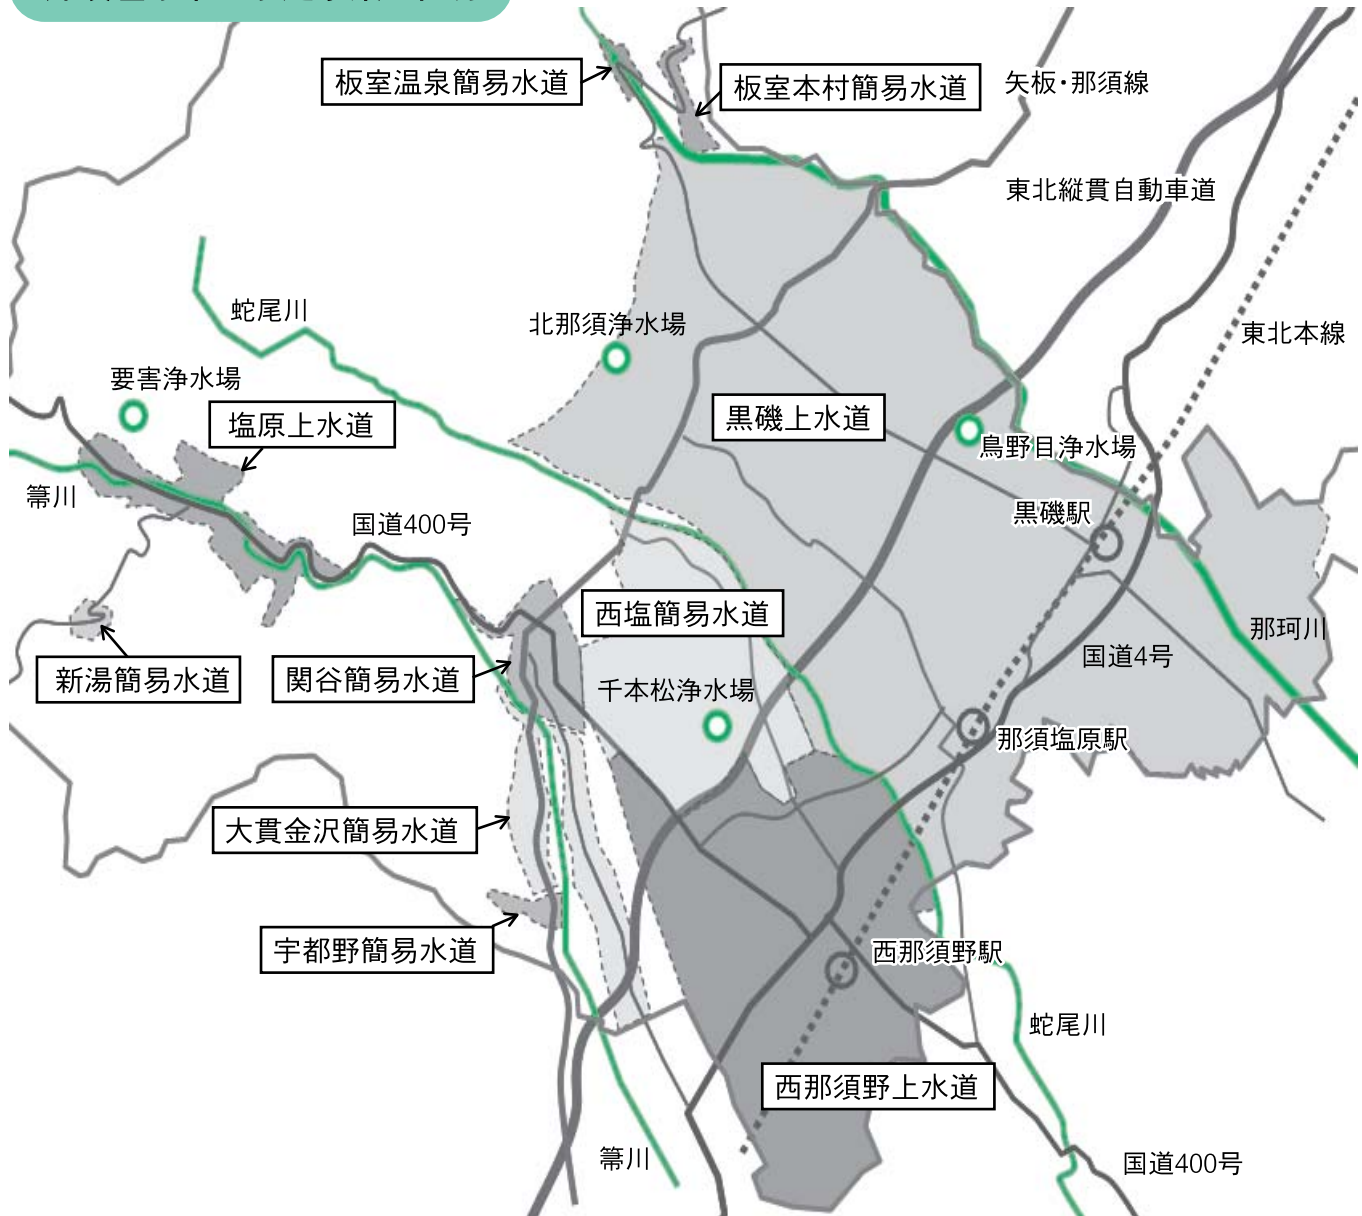 板室温泉簡易水道
板室本村簡易水道
矢板・那須線
東北縦貫自動車道
蛇尾川
北那須浄水場
東北本線
要害浄水場
塩原上水道
黒磯上水道
鳥野目浄水場
箒川
国道400号
黒磯駅
西塩簡易水道
那珂川
国道4号
新湯簡易水道
関谷簡易水道
千本松浄水場
那須塩原駅
大貫金沢簡易水道
宇都野簡易水道
西那須野駅
蛇尾川
西那須野上水道
箒川
国道400号